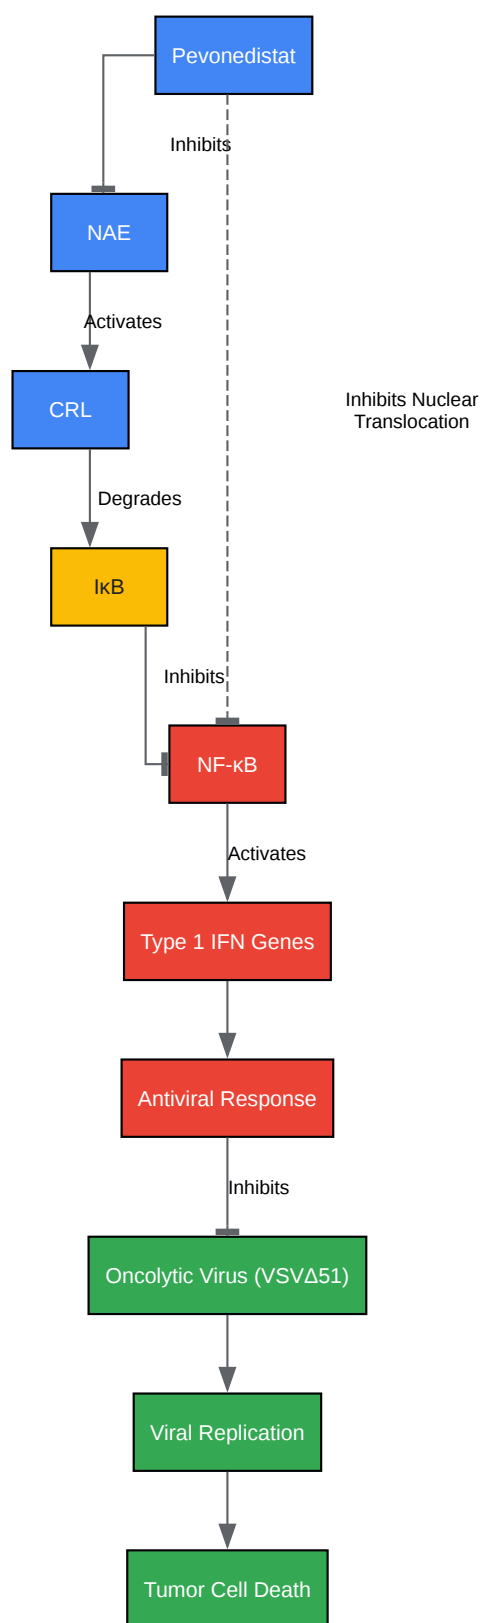 Pevonedistat
Inhibits
NAE
Activates
CRL
Inhibits Nuclear
Translocation
Degrades
IκB
Inhibits
NF-κB
Activates
Type 1 IFN Genes
Antiviral Response
Inhibits
Oncolytic Virus (VSVΔ51)
Viral Replication
Tumor Cell Death